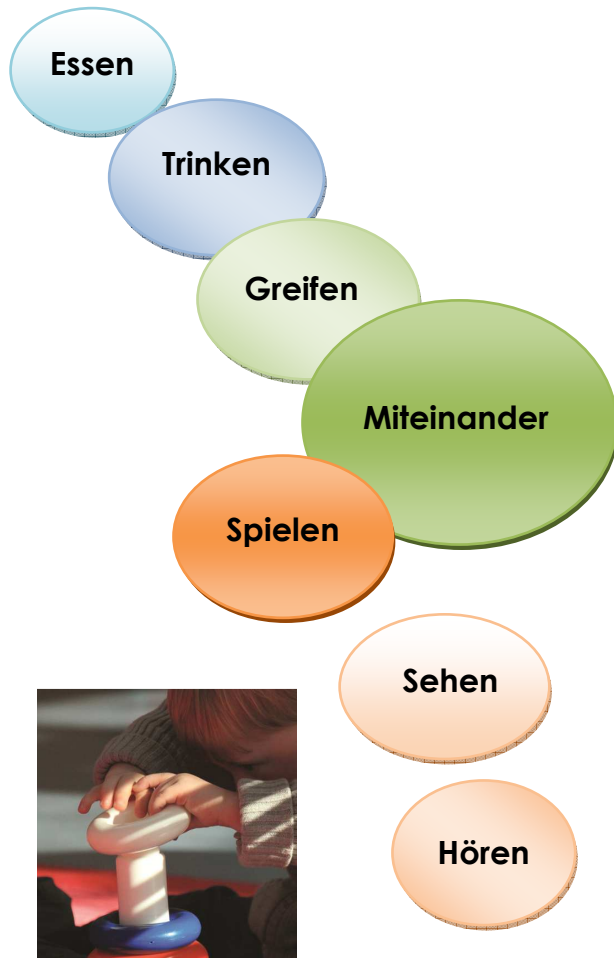 Essen
Trinken
Greifen
Miteinander
Spielen
Sehen
Hören